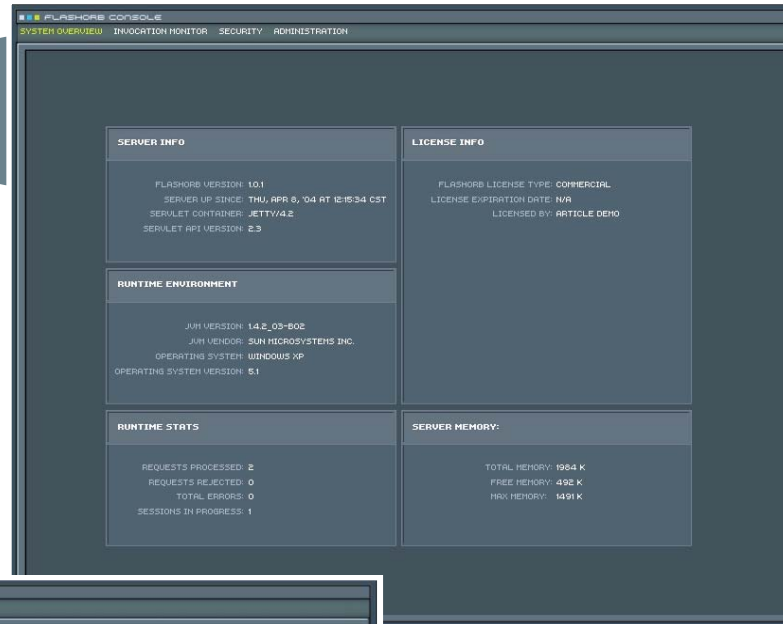 FLASHORB CONSOLE
SYSTEM OVERVIEW INVOCATION MONITOR SECURITY ADMINISTRATION
SERVER INFO
FLASHORB VERSION: 1.0.1
SERVER UP SINCE: THU, APR 8, '04 AT 12:15:34 CST
SERVLET CONTAINER: JETTY/4.2
SERVLET API VERSION: 2.3
LICENSE INFO
FLASHORB LICENSE TYPE: COMMERCIAL
LICENSE EXPIRATION DATE: N/A
LICENSED BY: ARTICLE DEMO
RUNTIME ENVIRONMENT
JVM VERSION: 1.4.2_03-B02
JVM VENDOR: SUN MICROSYSTEMS INC.
OPERATING SYSTEM: WINDOWS XP
OPERATING SYSTEM VERSION: 5.1
RUNTIME STATS
REQUESTS PROCESSED: 2
REQUESTS REJECTED: 0
TOTAL ERRORS: 0
SESSIONS IN PROGRESS: 1
SERVER MEMORY:
TOTAL MEMORY: 1984 K
FREE MEMORY: 492 K
MAX MEMORY: 1491 K